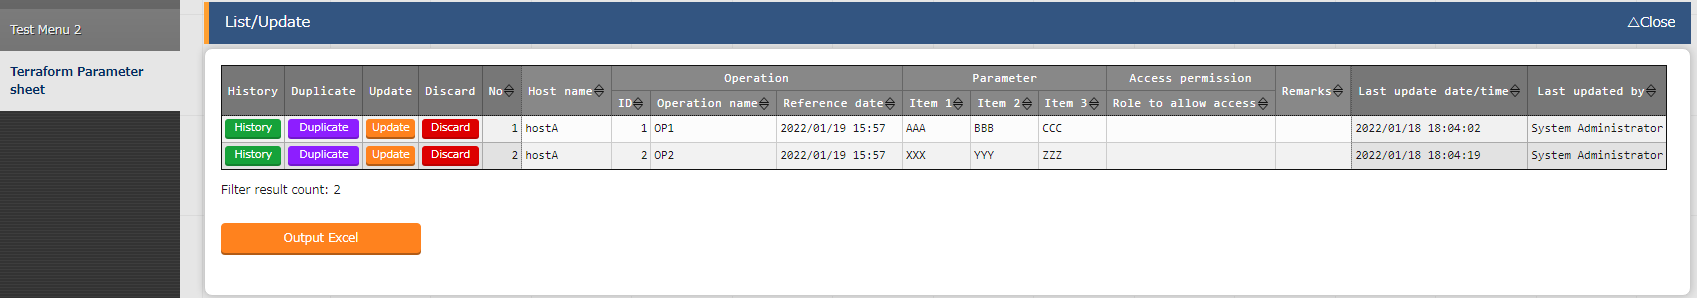 Test Menu 2
Terraform Parameter
sheet
List/Update
△Close
History Duplicate Update Discard No Host name Operation Parameter Access permission Remarks Last update date/time Last updated by
ID Operation name Reference date Item 1 Item 2 Item 3 Role to allow access
History Duplicate Update Discard 1 hostA 1 OP1 2022/01/19 15:57 AAA BBB CCC 2022/01/18 18:04:02 System Administrator
History Duplicate Update Discard 2 hostA 2 OP2 2022/01/19 15:57 XXX YYY ZZZ 2022/01/18 18:04:19 System Administrator
Filter result count: 2
Output Excel